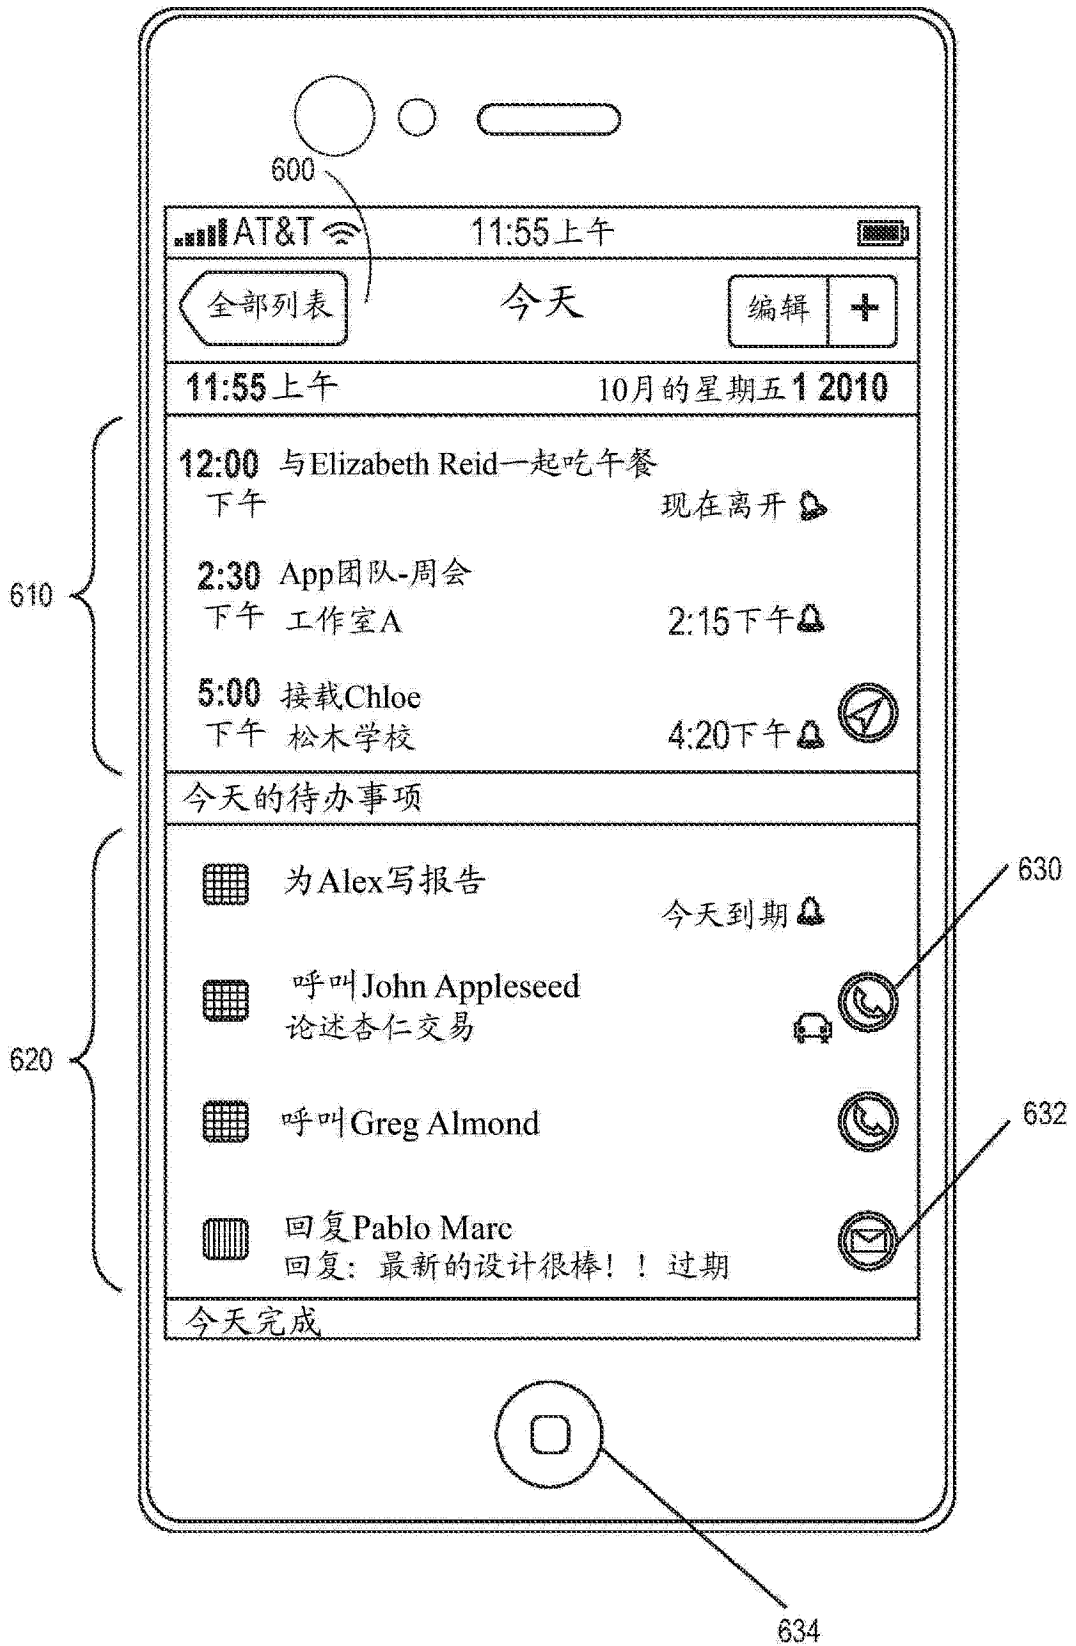 600
AT&T 11:55上午
全部列表 今天 编辑 +
11:55上午 10月的星期五1 2010
12:00 与Elizabeth Reid一起吃午餐
下午 现在离开
2:30 App团队-周会
610
下午 工作室A 2:15下午
5:00 接载Chloe
下午 松木学校 4:20下午
今天的待办事项
为Alex写报告
630
今天到期
呼叫John Appleseed
论述杏仁交易
620
呼叫Greg Almond
632
回复Pablo Marc
回复：最新的设计很棒！！过期
今天完成
634